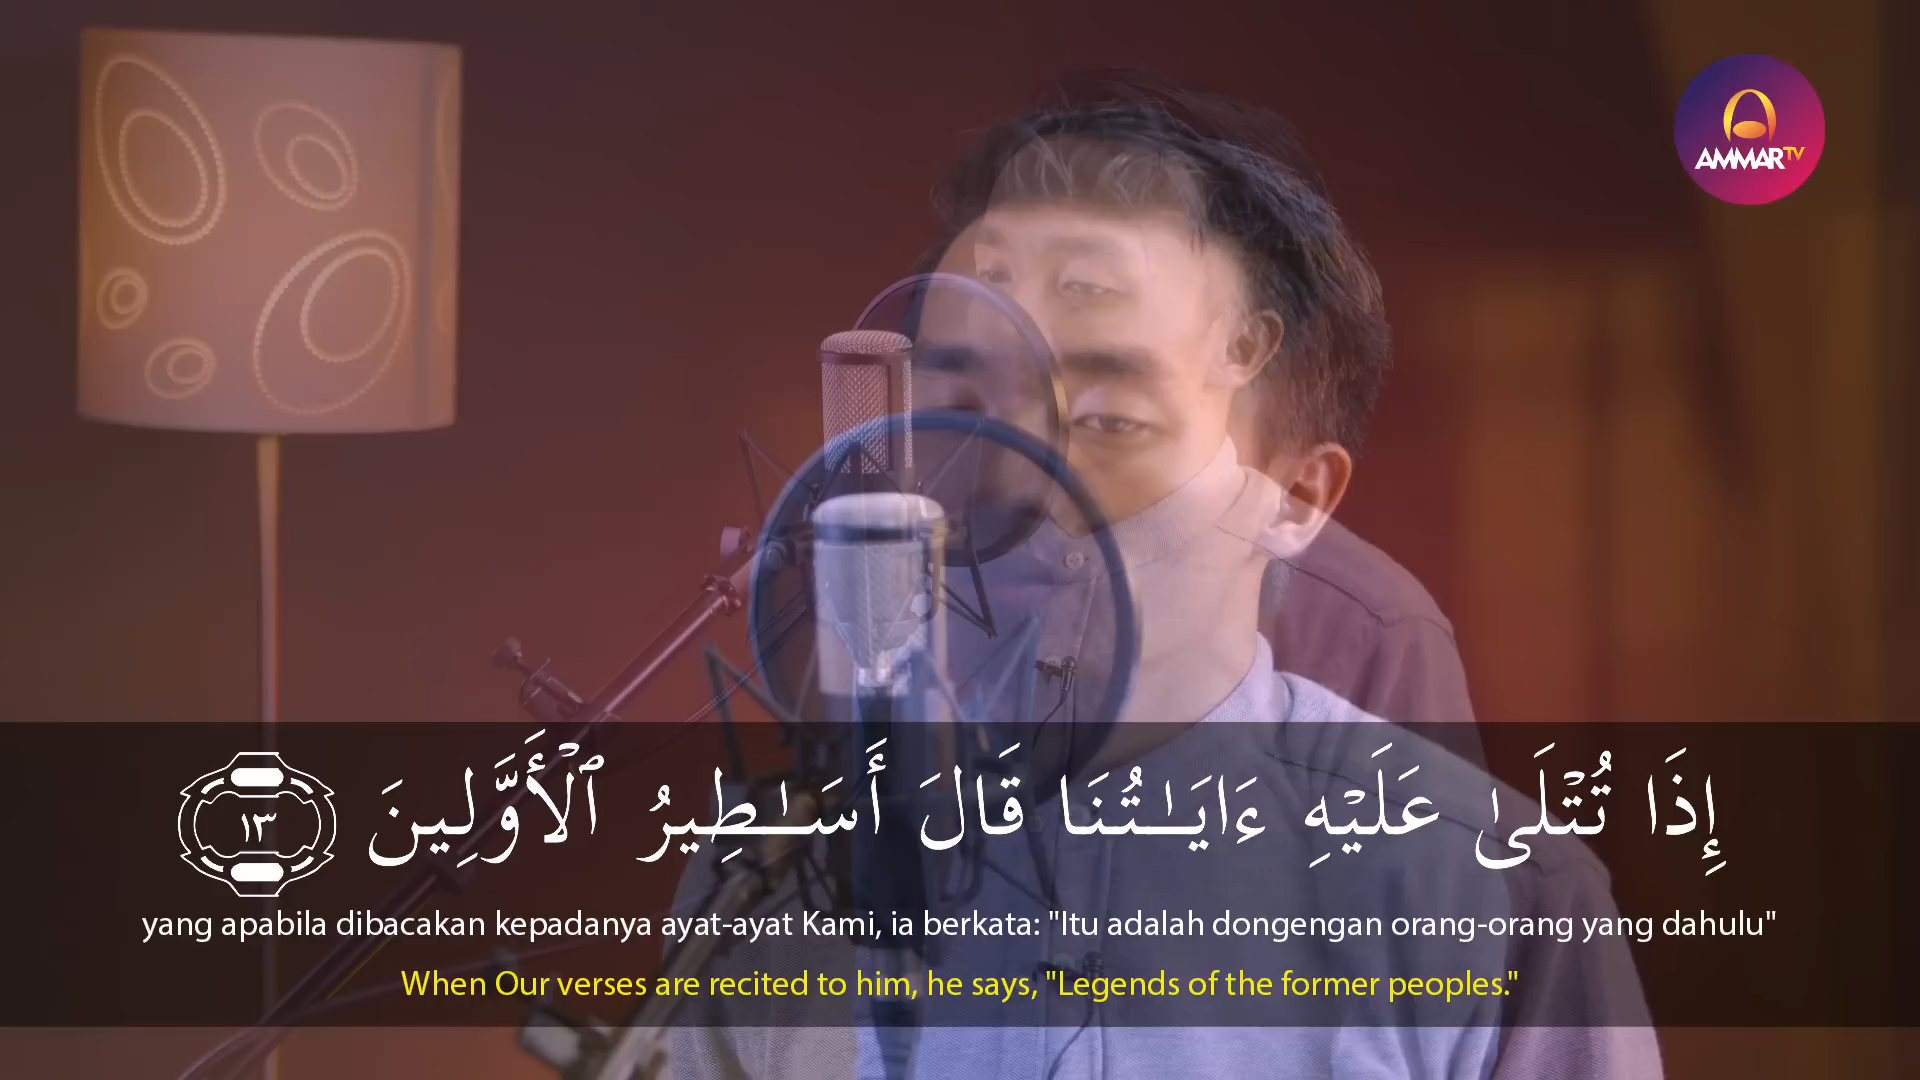 AMMAR TV
إِذَا تُتْلَىٰ عَلَيْهِ ءَايَـٰتُنَا قَالَ أَسَـٰطِيرُ ٱلْأَوَّلِينَ ١٣
yang apabila dibacakan kepadanya ayat-ayat Kami, ia berkata: "Itu adalah dongengan orang-orang yang dahulu"
When Our verses are recited to him, he says, "Legends of the former peoples."